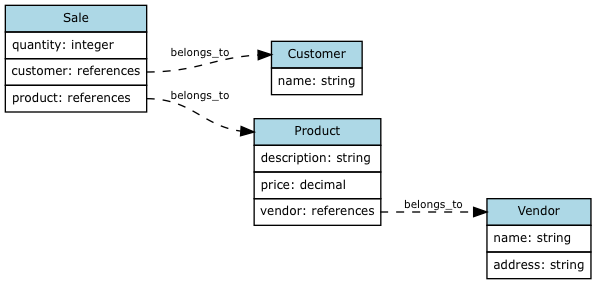 Sale
quantity: integer
customer: references
product: references
belongs_to
belongs_to
Customer
name: string
Product
description: string
price: decimal
vendor: references
belongs_to
Vendor
name: string
address: string